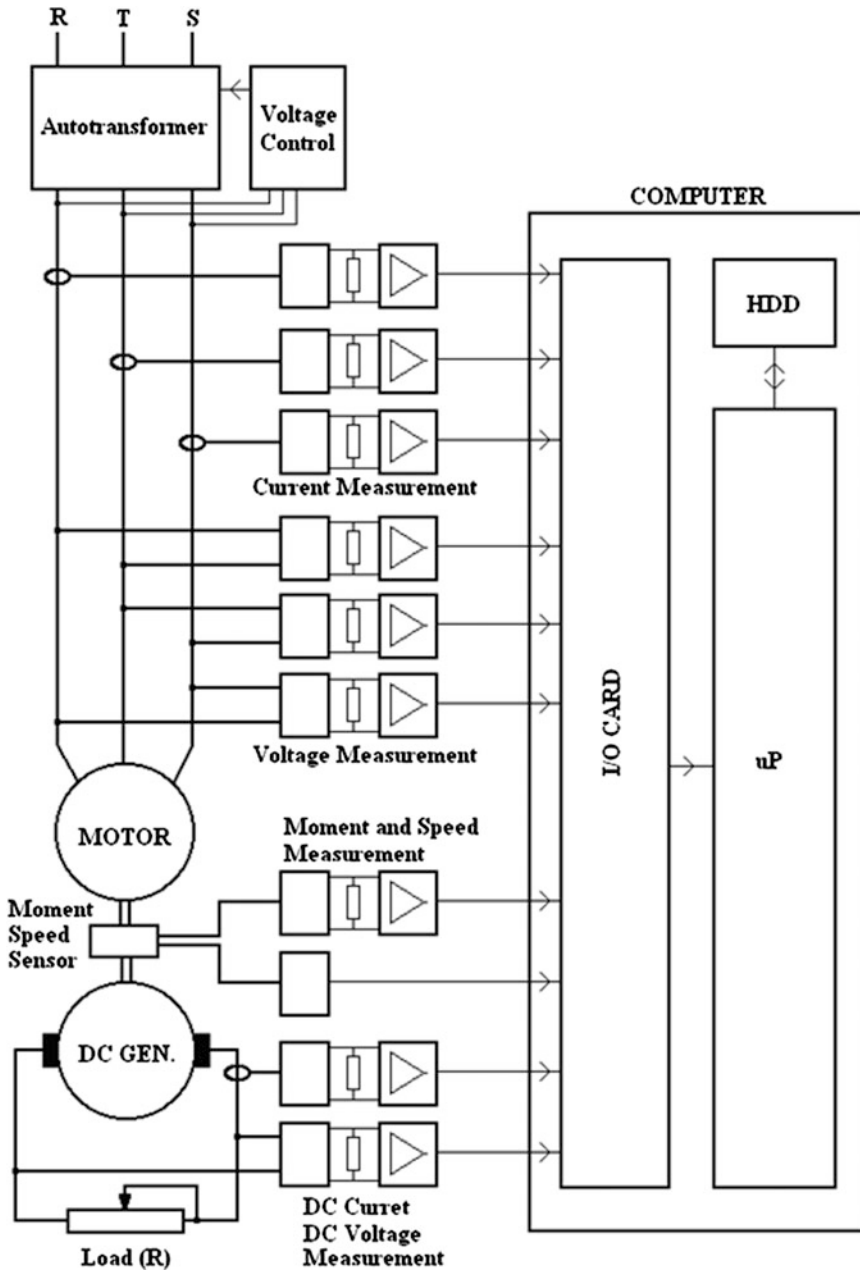 R T S
Autotransformer
Voltage
Control
COMPUTER
HDD
Current Measurement
I/O CARD
uP
Voltage Measurement
MOTOR
Moment and Speed
Measurement
Moment
Speed
Sensor
DC GEN.
DC Curret
DC Voltage
Measurement
Load (R)